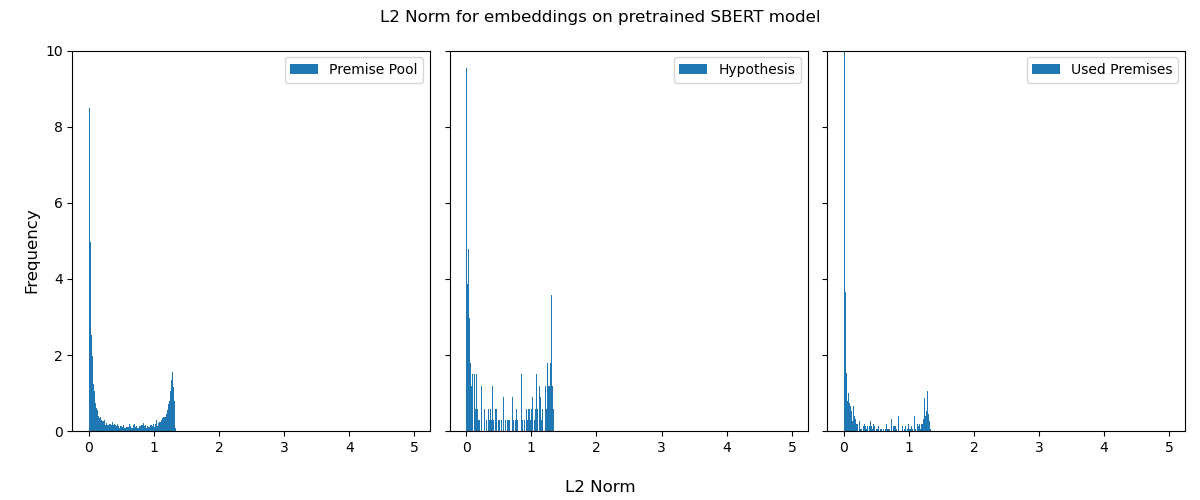 L2 Norm for embeddings on pretrained SBERT model
Premise Pool
Hypothesis
Used Premises
10
8
6
4
2
0
Frequency
0 1 2 3 4 5
0 1 2 3 4 5
0 1 2 3 4 5
L2 Norm